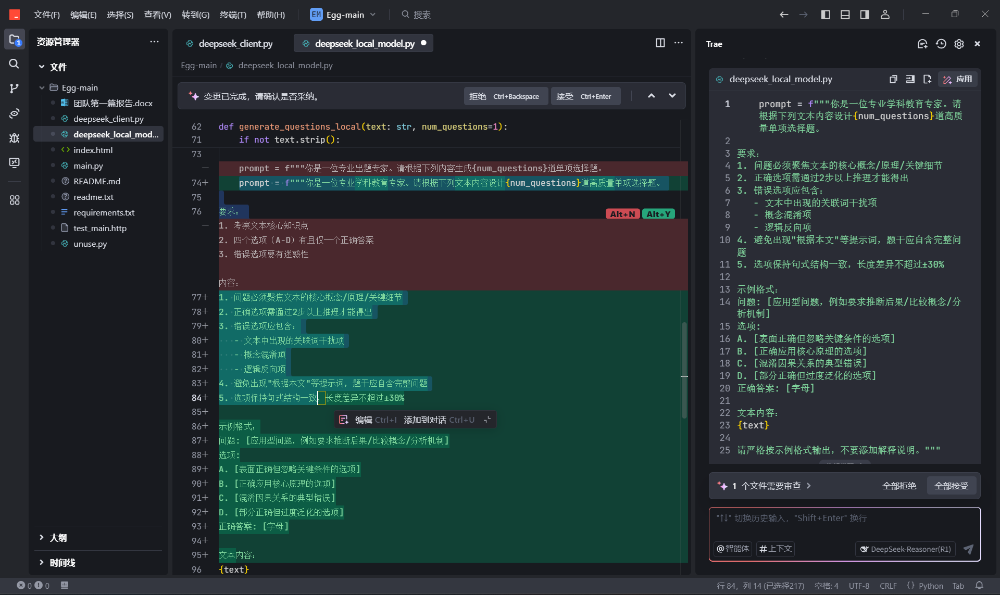 文件(F) 编辑(E) 选择(S) 查看(V) 转到(G) 终端(T) 帮助(H) EM Egg-main 搜索
1
资源管理器
文件
Egg-main
团队第一篇报告.docx
deepseek_client.py
deepseek_local_mod...
index.html
main.py
README.md
readme.txt
requirements.txt
test_main.http
unuse.py
大纲
时间线
deepseek_client.py deepseek_local_model.py
Egg-main / deepseek_local_model.py
变更已完成，请确认是否采纳。 拒绝 Ctrl+Backspace 接受 Ctrl+Enter
62 def generate_questions_local(text: str, num_questions=1):
71 if not text.strip():
73
— prompt = f"""你是一位专业出题专家。请根据下列内容生成{num_questions}道单项选择题。
74+ prompt = f"""你是一位专业学科教育专家。请根据下列文本内容设计{num_questions}道高质量单项选择题。
75
76 要求：
Alt+N Alt+Y
— 1. 考察文本核心知识点
2. 四个选项（A-D）有且仅一个正确答案
3. 错误选项要有迷惑性
内容：
77+ 1. 问题必须聚焦文本的核心概念/原理/关键细节
78+ 2. 正确选项需通过2步以上推理才能得出
79+ 3. 错误选项应包含：
80+ - 文本中出现的关联词干扰项
81+ - 概念混淆项
82+ - 逻辑反向项
83+ 4. 避免出现"根据本文"等提示词，题干应自含完整问题
84+ 5. 选项保持句式结构一致，长度差异不超过±30%
85+
编辑 Ctrl+I 添加到对话 Ctrl+U
86+ 示例格式：
87+ 问题: [应用型问题，例如要求推断后果/比较概念/分析机制]
88+ 选项:
89+ A. [表面正确但忽略关键条件的选项]
90+ B. [正确应用核心原理的选项]
91+ C. [混淆因果关系的典型错误]
92+ D. [部分正确但过度泛化的选项]
93+ 正确答案: [字母]
94+
95+ 文本内容：
96 {text}
Trae
deepseek_local_model.py 应用
1 prompt = f"""你是一位专业学科教育专家。请
根据下列文本内容设计{num_questions}道高质
量单项选择题。
2
3 要求：
4 1. 问题必须聚焦文本的核心概念/原理/关键细节
5 2. 正确选项需通过2步以上推理才能得出
6 3. 错误选项应包含：
7 - 文本中出现的关联词干扰项
8 - 概念混淆项
9 - 逻辑反向项
10 4. 避免出现"根据本文"等提示词，题干应自含完整问
题
11 5. 选项保持句式结构一致，长度差异不超过±30%
12
13 示例格式：
14 问题: [应用型问题，例如要求推断后果/比较概念/分
析机制]
15 选项:
16 A. [表面正确但忽略关键条件的选项]
17 B. [正确应用核心原理的选项]
18 C. [混淆因果关系的典型错误]
19 D. [部分正确但过度泛化的选项]
20 正确答案: [字母]
21
22 文本内容：
23 {text}
24
25 请严格按示例格式输出，不要添加解释说明。"""
1 个文件需要审查 全部拒绝 全部接受
"↑↓" 切换历史输入，"Shift+Enter" 换行
@智能体 #上下文 DeepSeek-Reasoner(R1)
0 0 行 84，列 14 (已选择217) 空格: 4 UTF-8 CRLF {} Python Tab